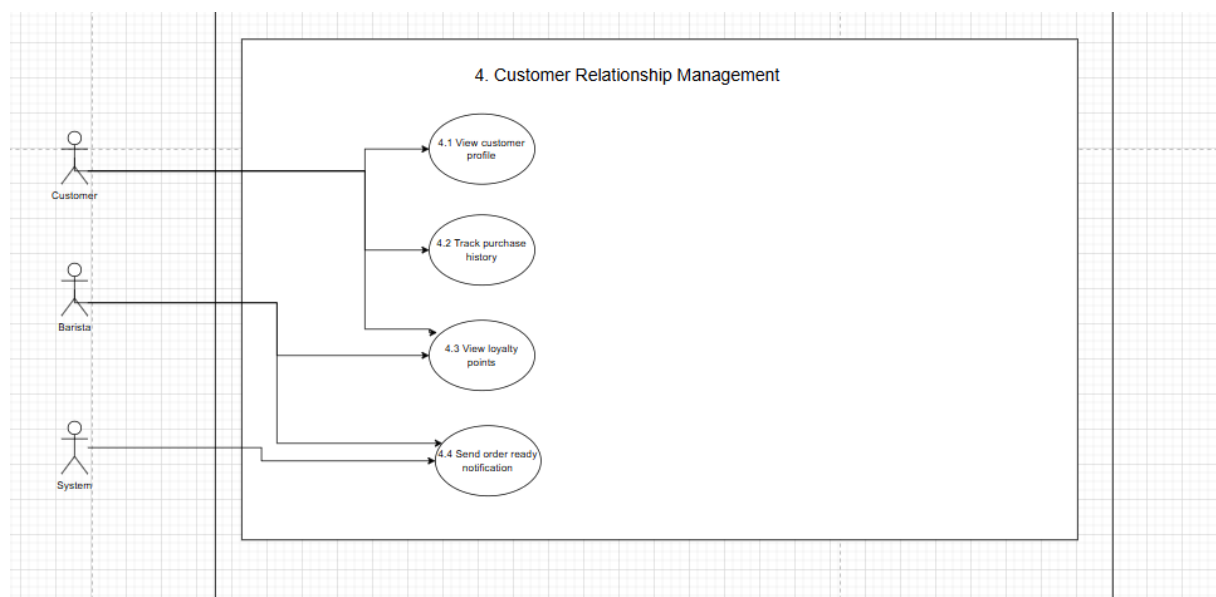 4. Customer Relationship Management
4.1 View customer
profile
Customer
4.2 Track purchase
history
Barista
4.3 View loyalty
points
4.4 Send order ready
notification
System